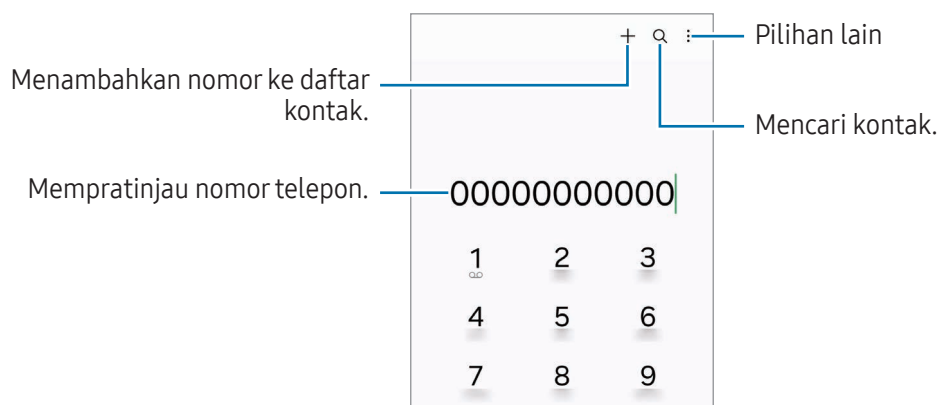 Pilihan lain
Menambahkan nomor ke daftar
kontak.
Mencari kontak.
Mempratinjau nomor telepon.
00000000000
1 2 3
4 5 6
7 8 9